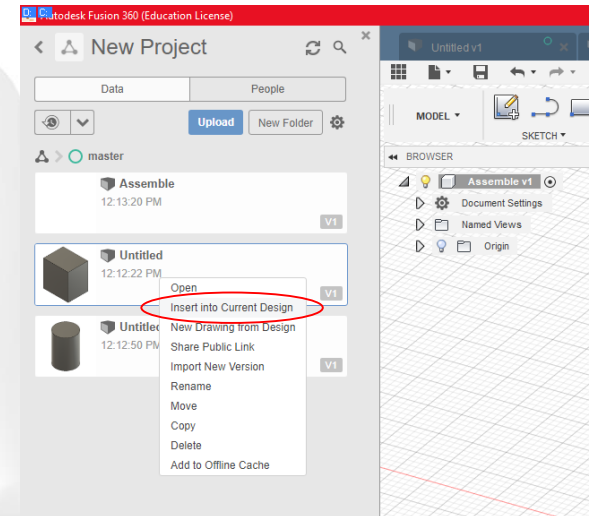 Autodesk Fusion 360 (Education License)
New Project
Data People
Upload New Folder
master
Assemble
12:13:20 PM
V1
Untitled
12:12:22 PM
V1
Untitled
12:12:50 PM
V1
Open
Insert into Current Design
New Drawing from Design
Share Public Link
Import New Version
Rename
Move
Copy
Delete
Add to Offline Cache
Untitled v1
MODEL
SKETCH
BROWSER
Assemble v1
Document Settings
Named Views
Origin